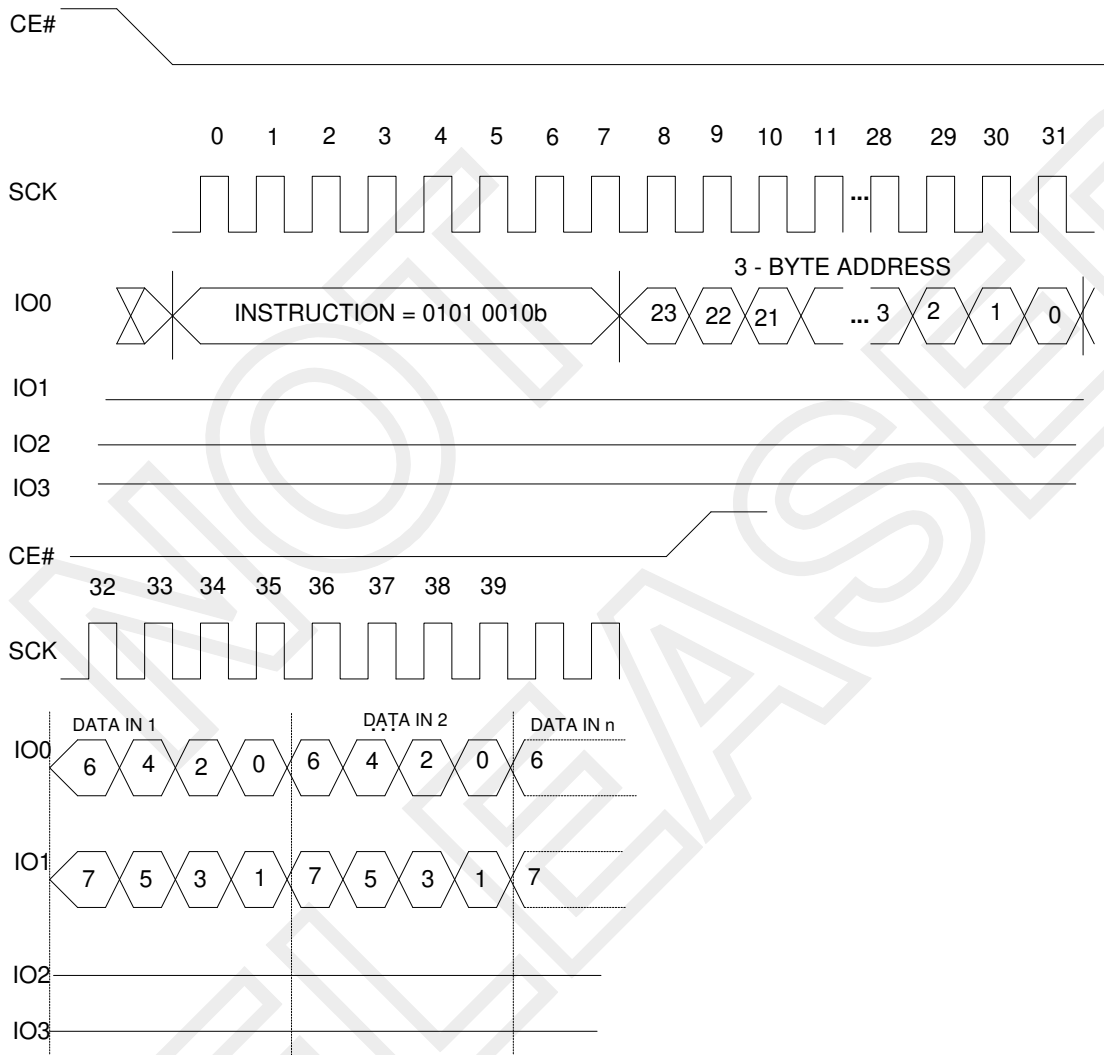 CE#
0 1 2 3 4 5 6 7 8 9 10 11 28 29 30 31
SCK
...
3 - BYTE ADDRESS
IO0
INSTRUCTION = 0101 0010b
23 22 21 ... 3 2 1 0
IO1
IO2
IO3
CE#
32 33 34 35 36 37 38 39
SCK
DATA IN 1 DATA IN 2 DATA IN n
...
IO0 6 4 2 0 6 4 2 0 6
IO1 7 5 3 1 7 5 3 1 7
IO2
IO3
NOT
RELEASED